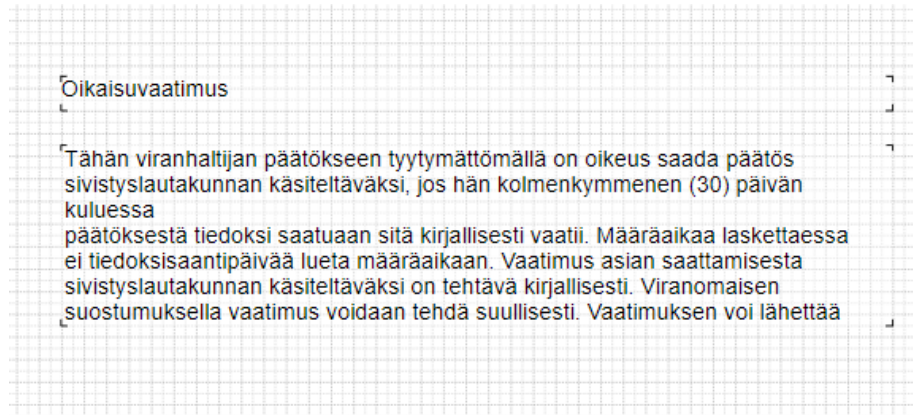 Oikaisuvaatimus
Tähän viranhaltijan päätökseen tyytymättömällä on oikeus saada päätös
sivistyslautakunnan käsiteltäväksi, jos hän kolmenkymmenen (30) päivän
kuluessa
päätöksestä tiedoksi saatuaan sitä kirjallisesti vaatii. Määräaikaa laskettaessa
ei tiedoksisaantipäivää lueta määräaikaan. Vaatimus asian saattamisesta
sivistyslautakunnan käsiteltäväksi on tehtävä kirjallisesti. Viranomaisen
suostumuksella vaatimus voidaan tehdä suullisesti. Vaatimuksen voi lähettää